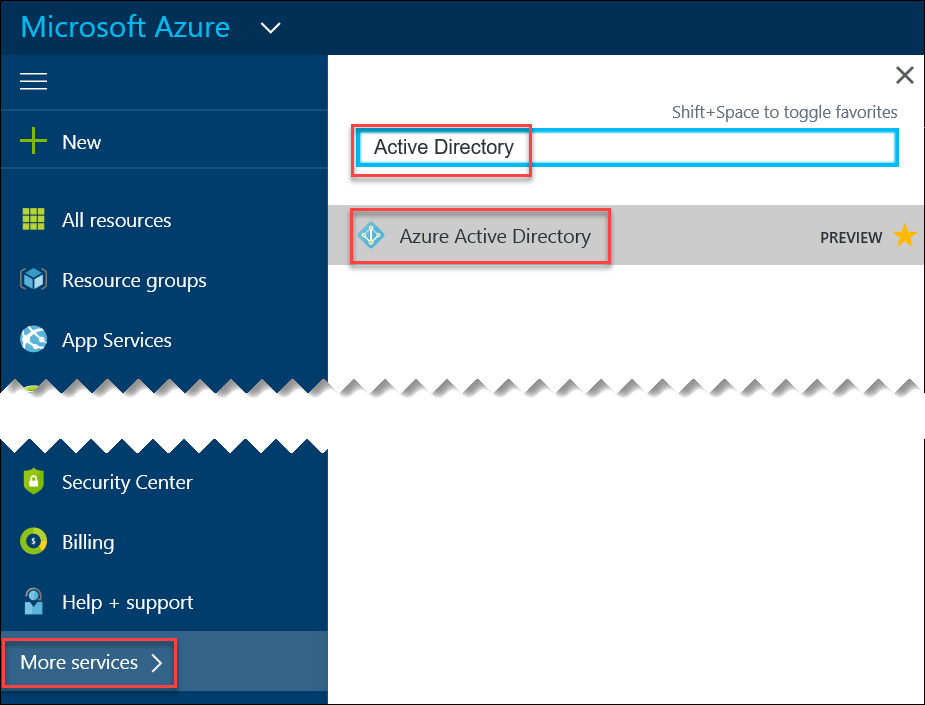 Microsoft Azure
New
All resources
Resource groups
App Services
Security Center
Billing
Help + support
More services
Shift+Space to toggle favorites
Active Directory
Azure Active Directory
PREVIEW